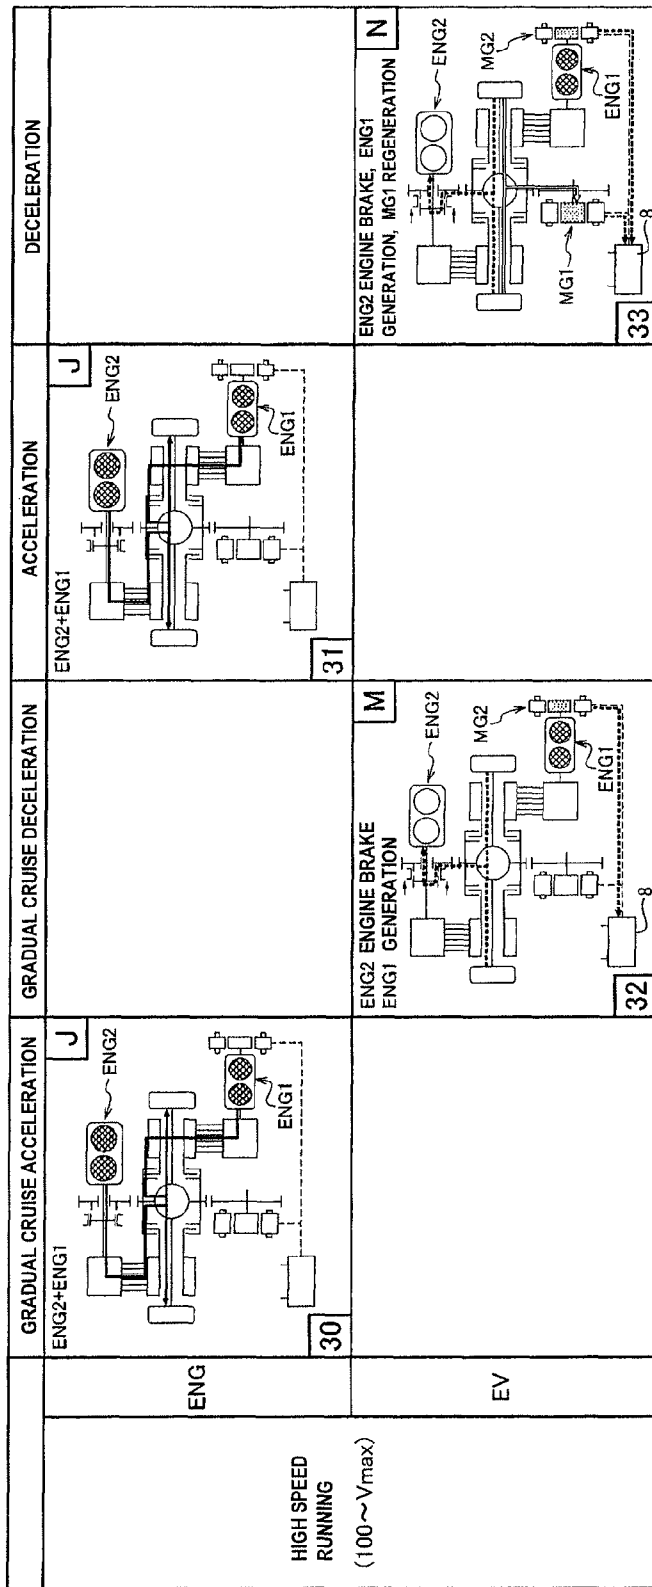 GRADUAL CRUISE ACCELERATION
GRADUAL CRUISE DECELERATION
ACCELERATION
DECELERATION
HIGH SPEED
RUNNING
(100～Vmax)
ENG
ENG2+ENG1
J
ENG2
ENG1
30
ENG2+ENG1
J
ENG2
ENG1
31
EV
ENG2 ENGINE BRAKE
ENG1 GENERATION
M
ENG2
MG2
ENG1
8
32
ENG2 ENGINE BRAKE, ENG1
GENERATION, MG1 REGENERATION
N
ENG2
MG2
ENG1
MG1
8
33